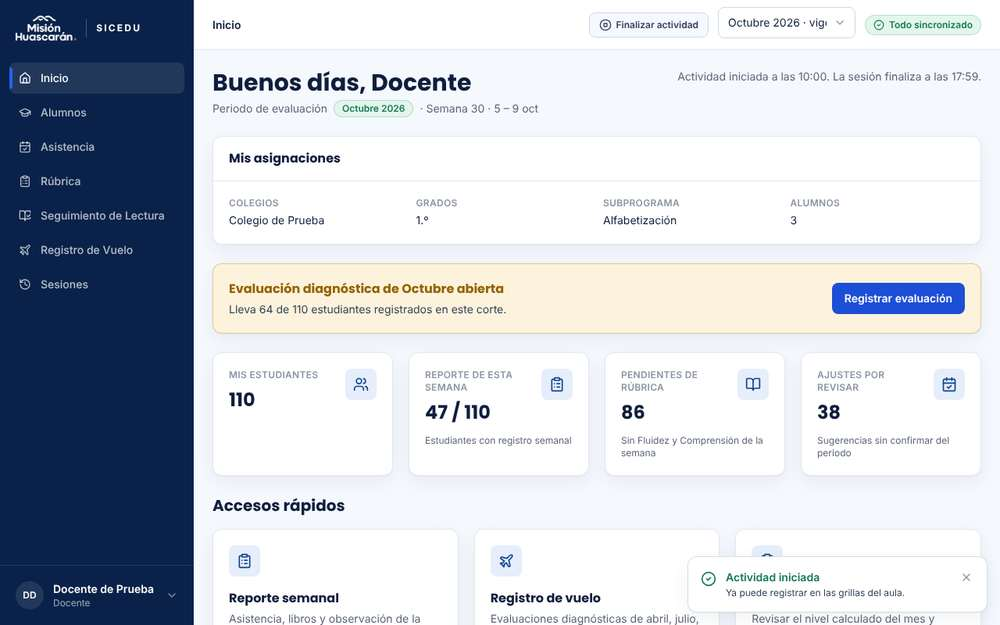 Misión
Huascarán.
SICEDU
Inicio
Alumnos
Asistencia
Rúbrica
Seguimiento de Lectura
Registro de Vuelo
Sesiones
DD
Docente de Prueba
Docente
Inicio
Finalizar actividad
Octubre 2026 · vig
Todo sincronizado
Buenos días, Docente
Actividad iniciada a las 10:00. La sesión finaliza a las 17:59.
Periodo de evaluación Octubre 2026 · Semana 30 · 5 – 9 oct
Mis asignaciones
COLEGIOS
Colegio de Prueba
GRADOS
1.º
SUBPROGRAMA
Alfabetización
ALUMNOS
3
Evaluación diagnóstica de Octubre abierta
Lleva 64 de 110 estudiantes registrados en este corte.
Registrar evaluación
MIS ESTUDIANTES
110
REPORTE DE ESTA
SEMANA
47 / 110
Estudiantes con registro semanal
PENDIENTES DE
RÚBRICA
86
Sin Fluidez y Comprensión de la
semana
AJUSTES POR
REVISAR
38
Sugerencias sin confirmar del
periodo
Accesos rápidos
Reporte semanal
Asistencia, libros y observación de la
Registro de vuelo
Evaluaciones diagnósticas de abril, julio,
Revisar el nivel calculado del mes y
Actividad iniciada
Ya puede registrar en las grillas del aula.